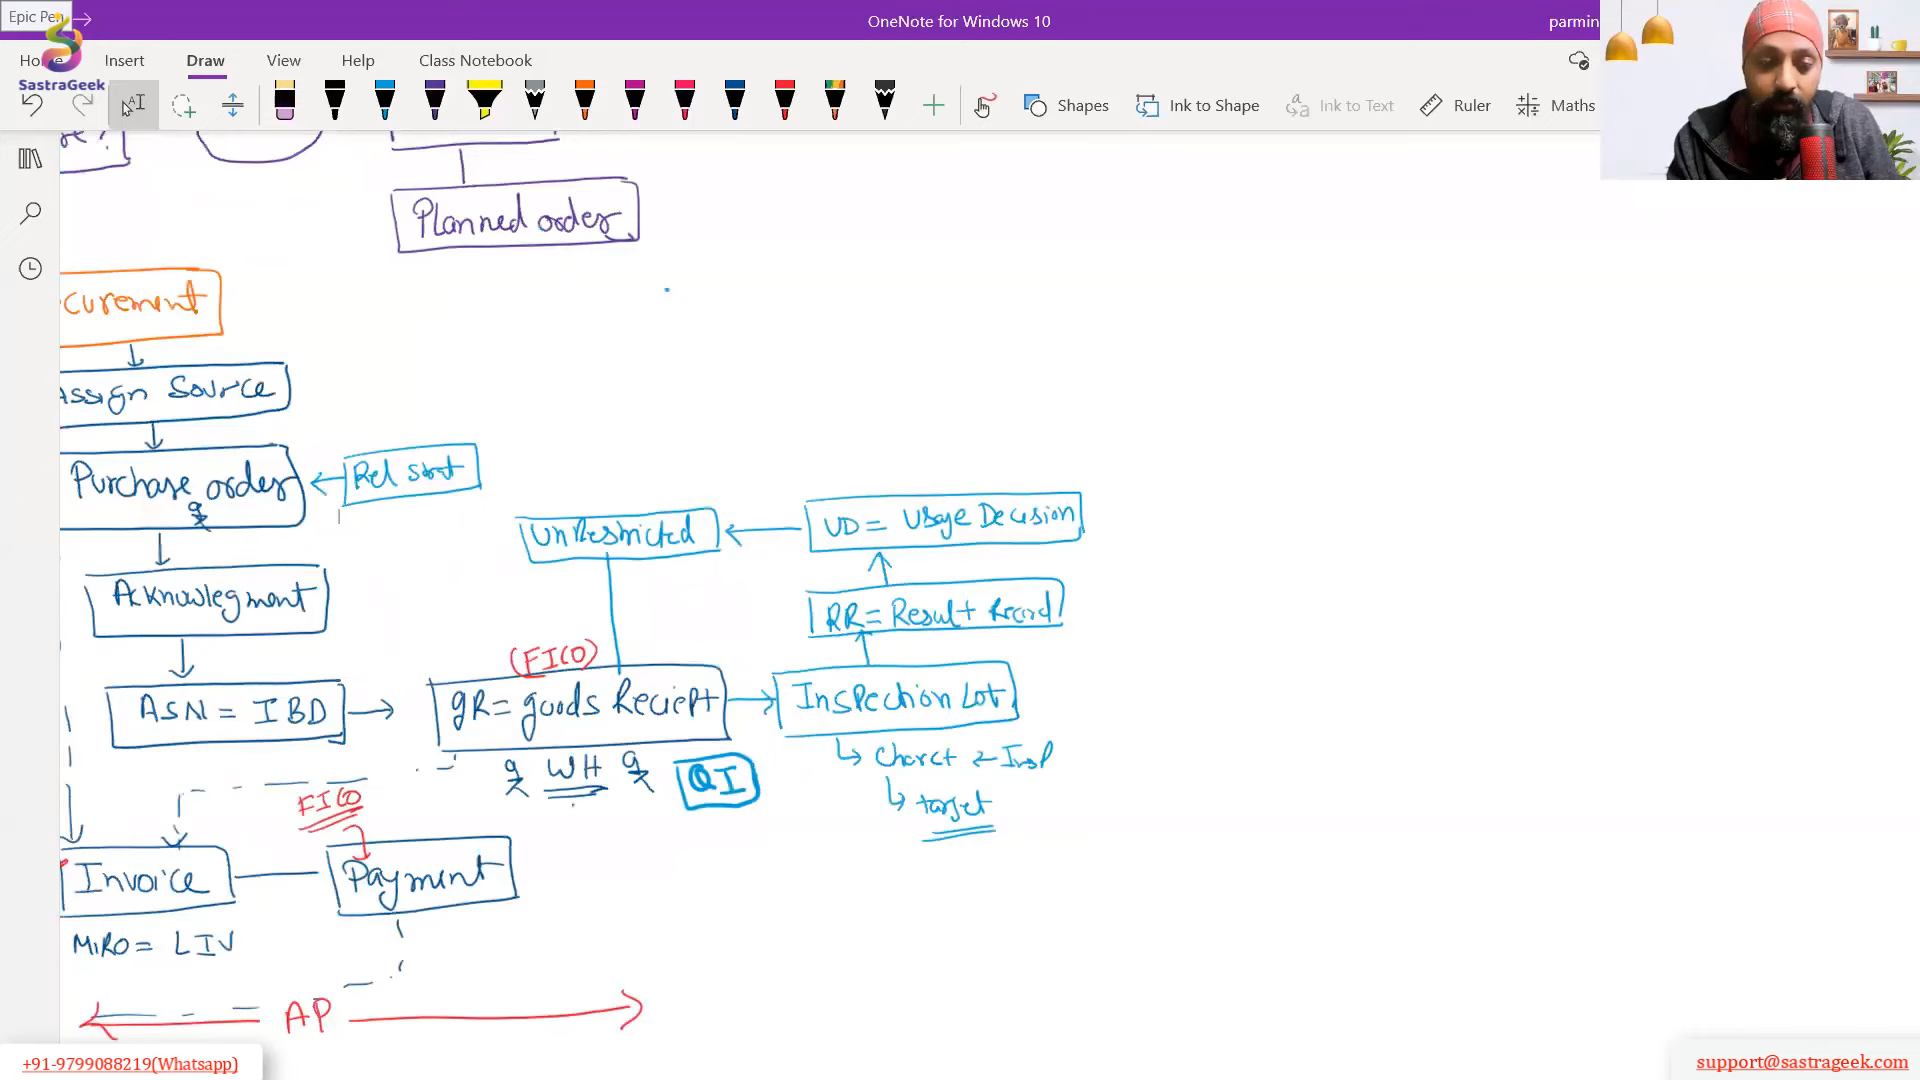 Epic Pen
OneNote for Windows 10
parmin
SastraGeek
Insert
Draw
View
Help
Class Notebook
Shapes
Ink to Shape
Ink to Text
Ruler
Maths
Planned order
curement
Assign Source
Purchase order
Rel strat
UnRestricted
UD = Usage Decision
Acknowlegment
RR = Result Record
(FICO)
ASN = IBD
GR = Goods Reciept
Inspection Lot
WH
QI
Charct ← Insp
target
FICO
Invoice
Payment
MIRO = LIV
AP
+91-9799088219(Whatsapp)
support@sastrageek.com